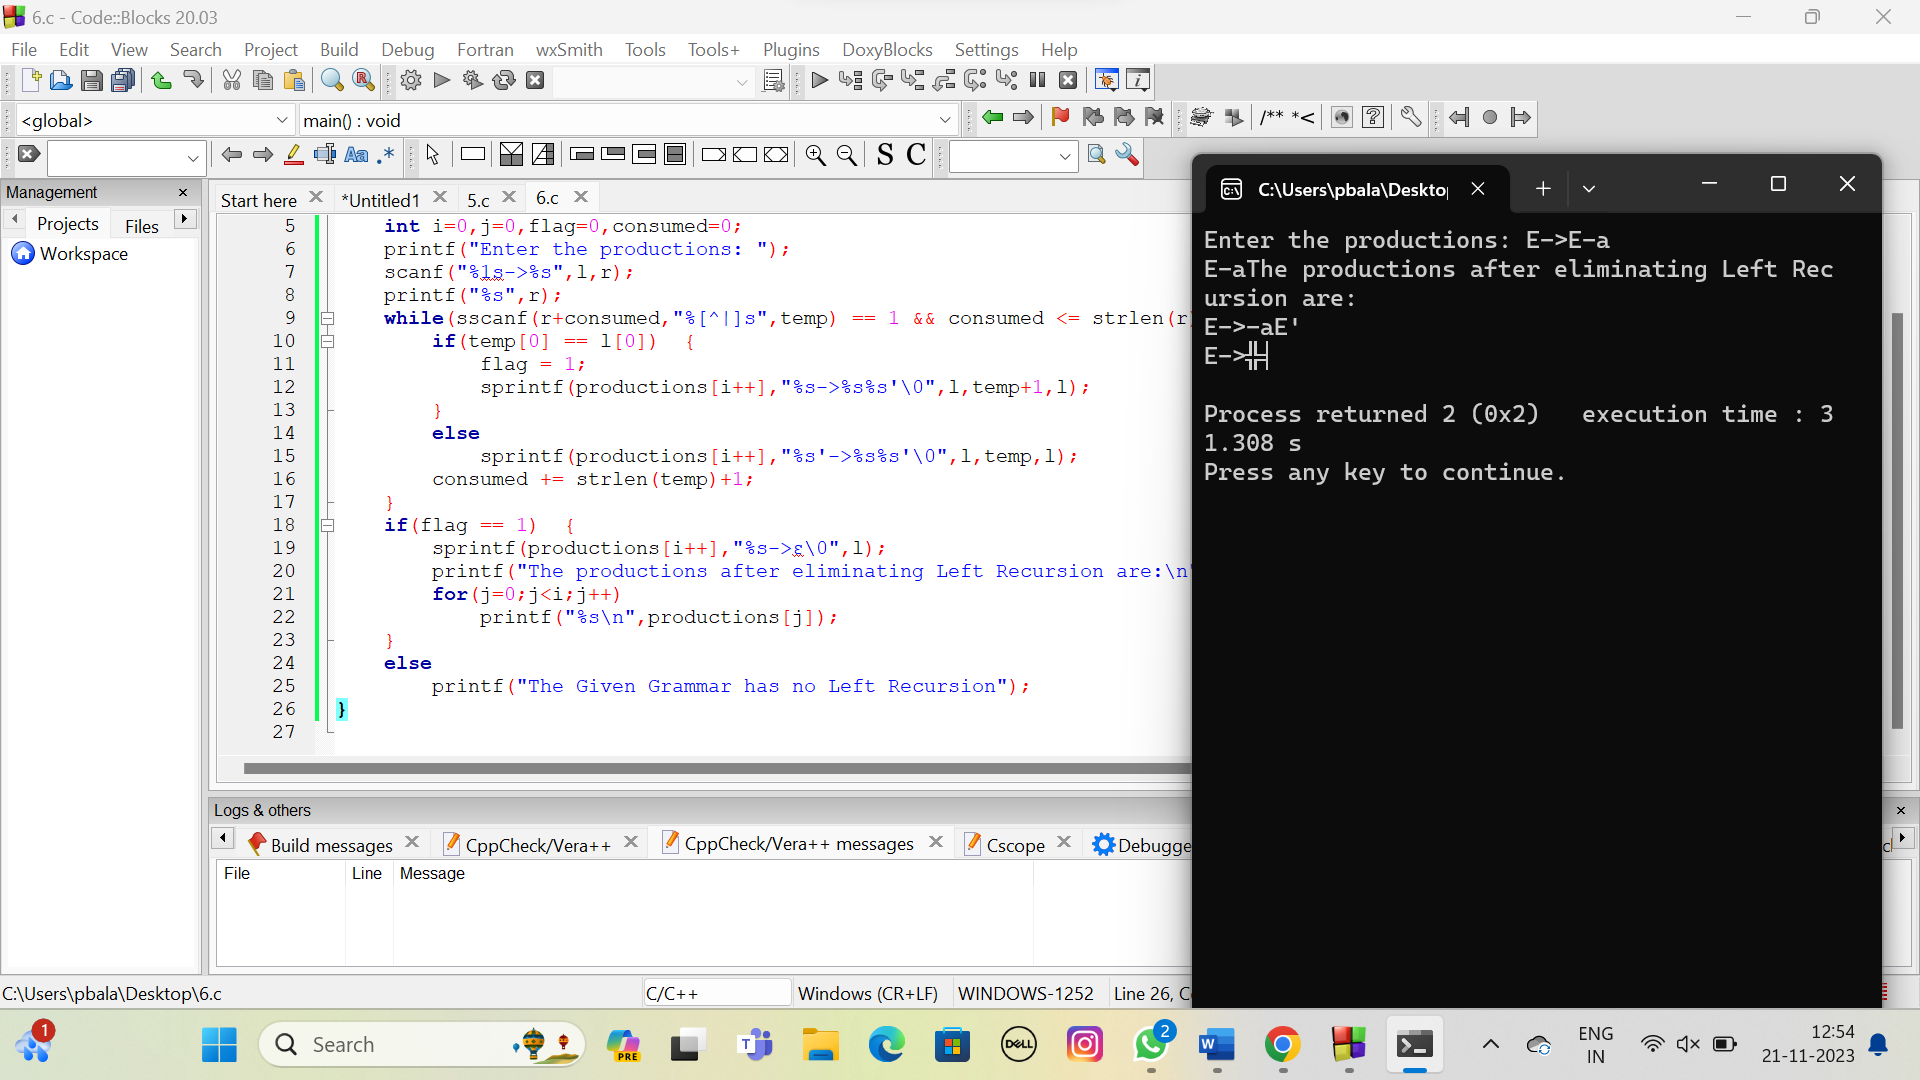 6.c - Code::Blocks 20.03
File Edit View Search Project Build Debug Fortran wxSmith Tools Tools+ Plugins DoxyBlocks Settings Help
<global> main() : void /** *<
Aa .* S C
Management
Projects Files
Workspace
Start here *Untitled1 5.c 6.c
5 int i=0,j=0,flag=0,consumed=0;
6 printf("Enter the productions: ");
7 scanf("%1s->%s",l,r);
8 printf("%s",r);
9 while(sscanf(r+consumed,"%[^|]s",temp) == 1 && consumed <= strlen(r
10 if(temp[0] == l[0]) {
11 flag = 1;
12 sprintf(productions[i++],"%s->%s%s'\0",l,temp+1,l);
13 }
14 else
15 sprintf(productions[i++],"%s'->%s%s'\0",l,temp,l);
16 consumed += strlen(temp)+1;
17 }
18 if(flag == 1) {
19 sprintf(productions[i++],"%s->ε\0",l);
20 printf("The productions after eliminating Left Recursion are:\n"
21 for(j=0;j<i;j++)
22 printf("%s\n",productions[j]);
23 }
24 else
25 printf("The Given Grammar has no Left Recursion");
26 }
27
C:\Users\pbala\Deskto
Enter the productions: E->E-a
E-aThe productions after eliminating Left Rec
ursion are:
E->-aE'
E->╬╡
Process returned 2 (0x2) execution time : 3
1.308 s
Press any key to continue.
Logs & others
Build messages CppCheck/Vera++ CppCheck/Vera++ messages Cscope Debugge
File Line Message
C:\Users\pbala\Desktop\6.c C/C++ Windows (CR+LF) WINDOWS-1252 Line 26, C
1 Search PRE DELL 2 W ENG 12:54
IN 21-11-2023